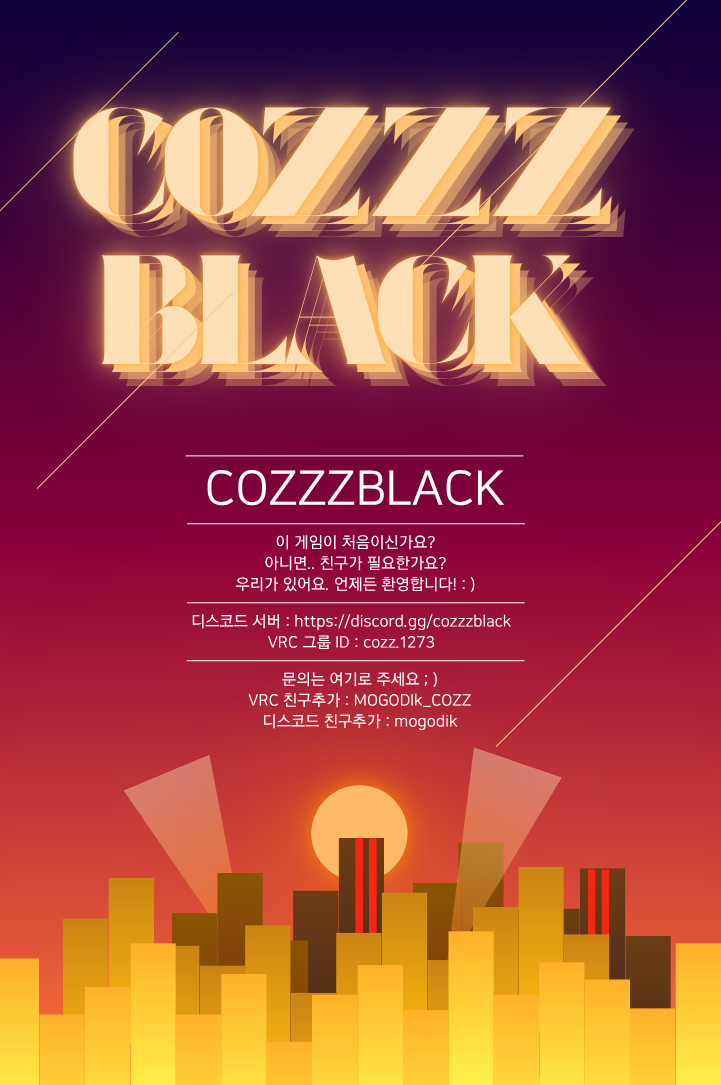 COZZZ
BLACK
COZZZBLACK
이 게임이 처음이신가요?
아니면.. 친구가 필요한가요?
우리가 있어요. 언제든 환영합니다! : )
디스코드 서버 : https://discord.gg/cozzzblack
VRC 그룹 ID : cozz.1273
문의는 여기로 주세요 ; )
VRC 친구추가 : MOGODIk_COZZ
디스코드 친구추가 : mogodik